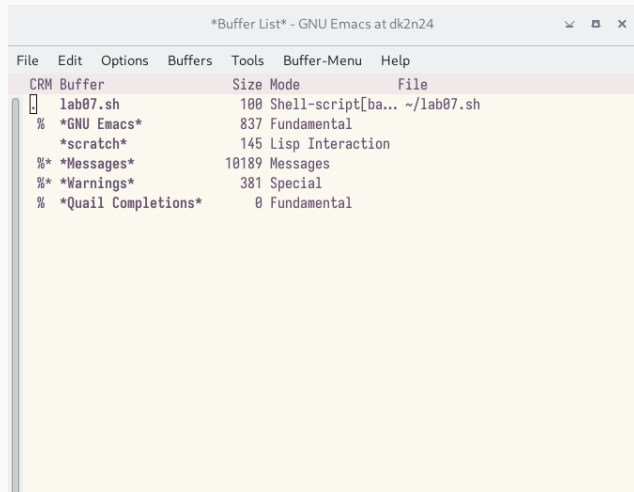 *Buffer List* - GNU Emacs at dk2n24
File Edit Options Buffers Tools Buffer-Menu Help
CRM Buffer Size Mode File
. lab07.sh 100 Shell-script[ba... ~/lab07.sh
% *GNU Emacs* 837 Fundamental
*scratch* 145 Lisp Interaction
%* *Messages* 10189 Messages
%* *Warnings* 381 Special
% *Quail Completions* 0 Fundamental